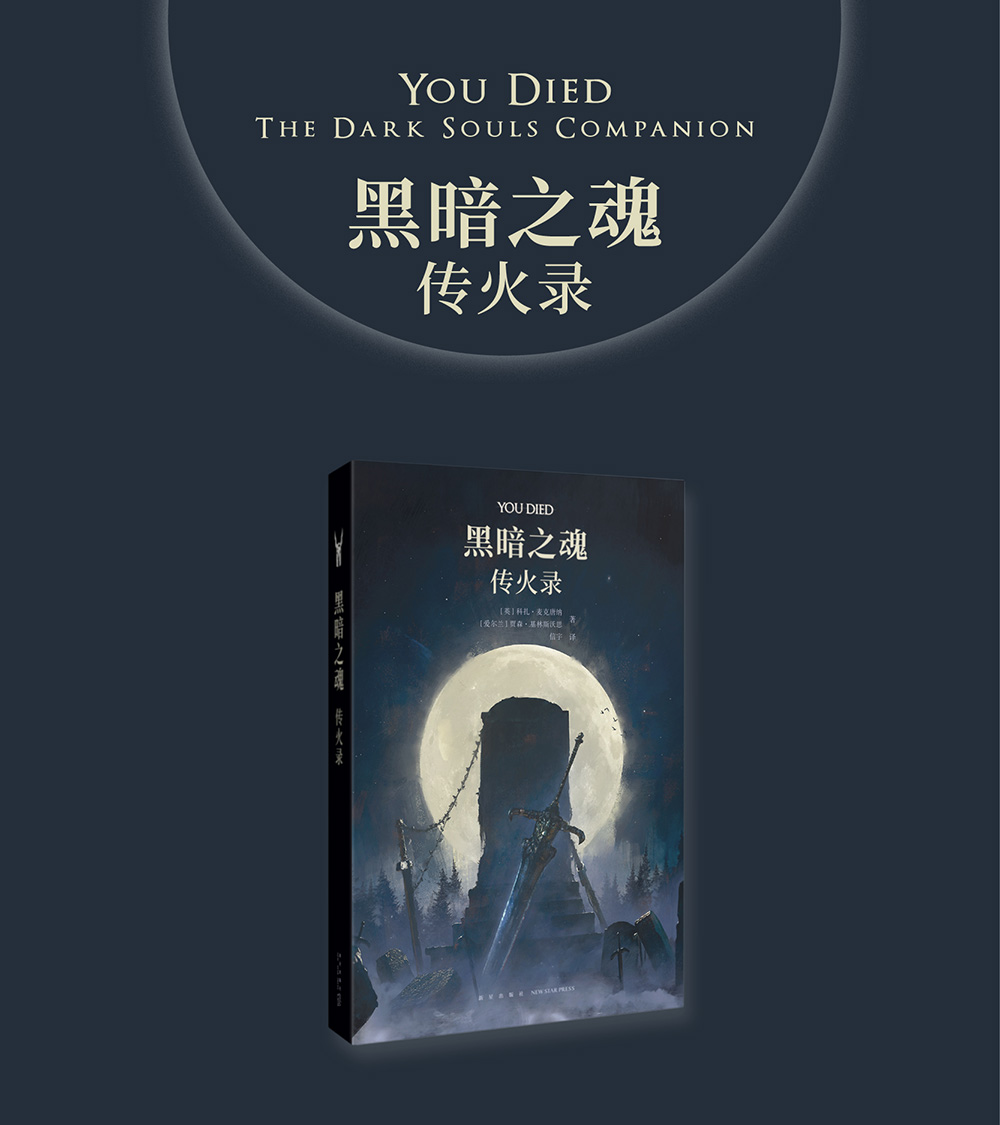 YOU DIED
THE DARK SOULS COMPANION
黑暗之魂
传火录
YOU DIED
黑暗之魂
传火录
[英]科扎·麦克唐纳
[爱尔兰]贾森·基林斯沃思
著
信宇 译
黑暗之魂 传火录
新星出版社 NEW STAR PRESS